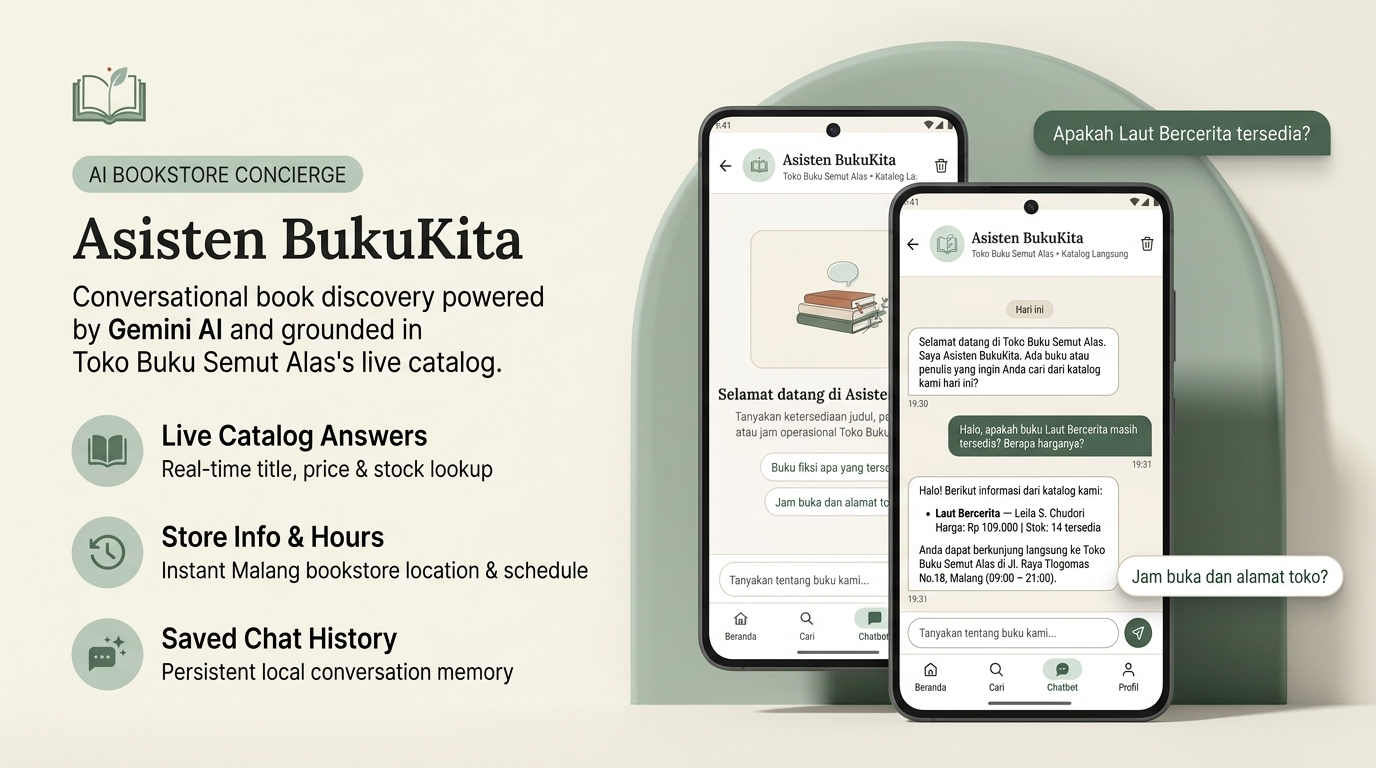 AI BOOKSTORE CONCIERGE
Asisten BukuKita
Conversational book discovery powered
by Gemini AI and grounded in
Toko Buku Semut Alas's live catalog.
Live Catalog Answers
Real-time title, price & stock lookup
Store Info & Hours
Instant Malang bookstore location & schedule
Saved Chat History
Persistent local conversation memory
9:41
Asisten BukuKita
Toko Buku Semut Alas • Katalog La:
Selamat datang di Asiste
Tanyakan ketersediaan judul, pe
atau jam operasional Toko Buku
Buku fiksi apa yang terse
Jam buka dan alamat to
Tanyakan tentang buku kami...
Beranda
Cari
Chatbot
Apakah Laut Bercerita tersedia?
:41
Asisten BukuKita
Toko Buku Semut Alas • Katalog Langsung
Hari ini
Selamat datang di Toko Buku Semut Alas.
Saya Asisten BukuKita. Ada buku atau
penulis yang ingin Anda cari dari katalog
kami hari ini?
19.30
Halo, apakah buku Laut Bercerita masih
tersedis? Berapa harganya?
19:31
Halo! Berikut informasi dari katalog kami:
• Laut Bercerita — Leila S. Chudori
Harga: Rp 109.000 | Stok: 14 tersedia
Anda dapat berkunjung langsung ke Toko
Buku Semut Alas di Jl. Raya Tlogomas
No.18, Malang (09:00 – 21:00).
19:31
Jam buka dan alamat toko?
Tanyakan tentang buku kami...
Beranda
Cari
Chatbet
Profil